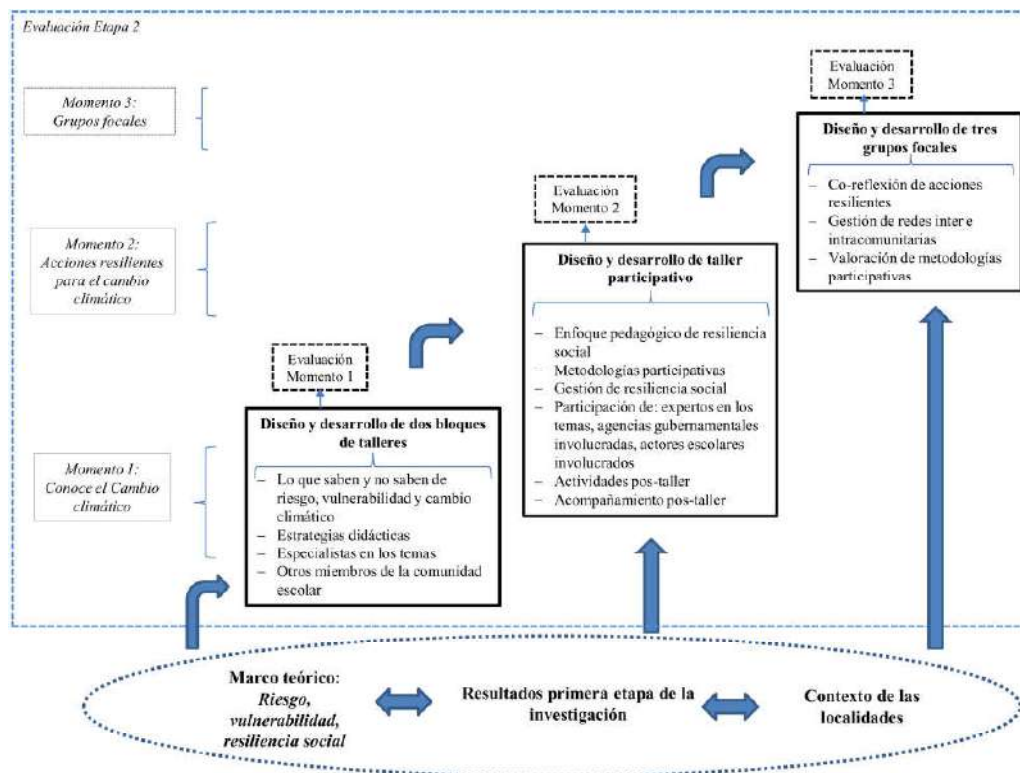 Evaluación Etapa 2
Momento 3:
Grupos focales
Momento 2:
Acciones resilientes
para el cambio
climático
Momento 1:
Conoce el Cambio
climático
Evaluación
Momento 1
Diseño y desarrollo de dos bloques
de talleres
– Lo que saben y no saben de
riesgo, vulnerabilidad y cambio
climático
– Estrategias didácticas
– Especialistas en los temas
– Otros miembros de la comunidad
escolar
Evaluación
Momento 2
Diseño y desarrollo de taller
participativo
– Enfoque pedagógico de resiliencia
social
– Metodologías participativas
– Gestión de resiliencia social
– Participación de: expertos en los
temas, agencias gubernamentales
involucradas, actores escolares
involucrados
– Actividades pos-taller
– Acompañamiento pos-taller
Evaluación
Momento 3
Diseño y desarrollo de tres
grupos focales
– Co-reflexión de acciones
resilientes
– Gestión de redes inter e
intracomunitarias
– Valoración de metodologías
participativas
Marco teórico:
Riesgo,
vulnerabilidad,
resiliencia social
Resultados primera etapa de la
investigación
Contexto de las
localidades